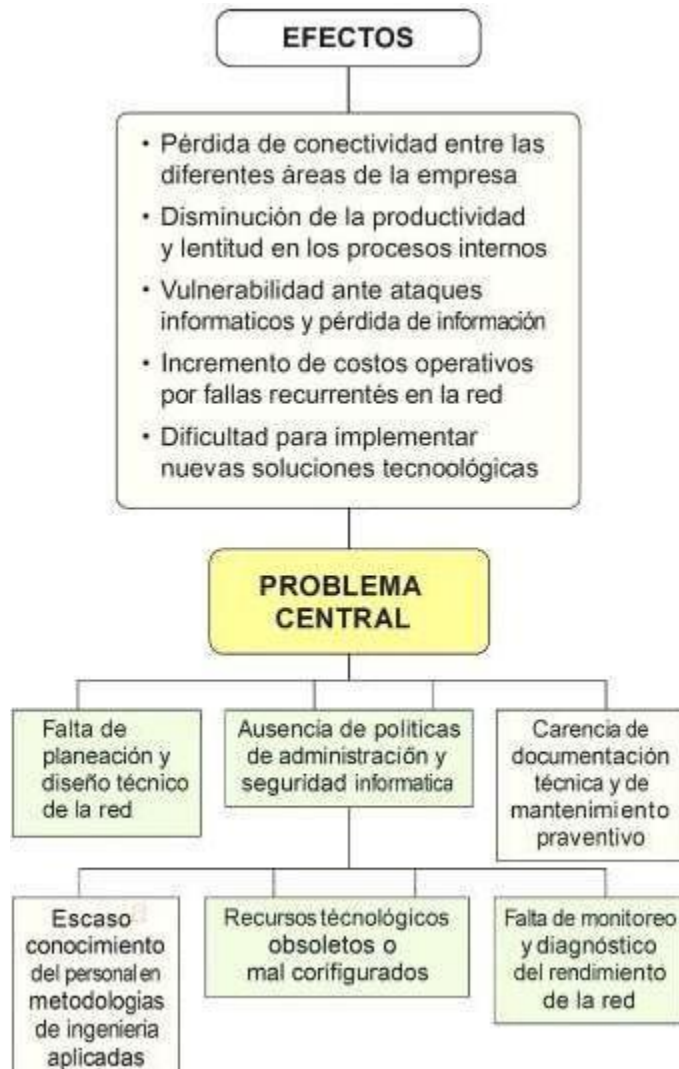 EFECTOS
• Pérdida de conectividad entre las
diferentes áreas de la empresa
• Disminución de la productividad
y lentitud en los procesos internos
• Vulnerabilidad ante ataques
informaticos y pérdida de información
• Incremento de costos operativos
por fallas recurrentés en la red
• Dificultad para implementar
nuevas soluciones tecnoológicas
PROBLEMA
CENTRAL
Falta de
planeación y
diseño técnico
de la red
Ausencia de politicas
de administración y
seguridad informatica
Carencia de
documentación
técnica y de
mantenimiento
praventivo
Escaso
conocimiento
del personal en
metodologias
de ingenieria
aplicadas
Recursos técnológicos
obsoletos o
mal corifigurados
Falta de monitoreo
y diagnóstico
del rendimiento
de la red